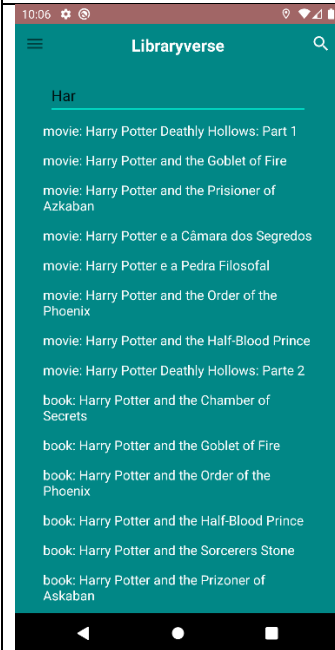 10:06
Libraryverse
Har
movie: Harry Potter Deathly Hollows: Part 1
movie: Harry Potter and the Goblet of Fire
movie: Harry Potter and the Prisioner of
Azkaban
movie: Harry Potter e a Câmara dos Segredos
movie: Harry Potter e a Pedra Filosofal
movie: Harry Potter and the Order of the
Phoenix
movie: Harry Potter and the Half-Blood Prince
movie: Harry Potter Deathly Hollows: Parte 2
book: Harry Potter and the Chamber of
Secrets
book: Harry Potter and the Goblet of Fire
book: Harry Potter and the Order of the
Phoenix
book: Harry Potter and the Half-Blood Prince
book: Harry Potter and the Sorcerers Stone
book: Harry Potter and the Prizoner of
Askaban